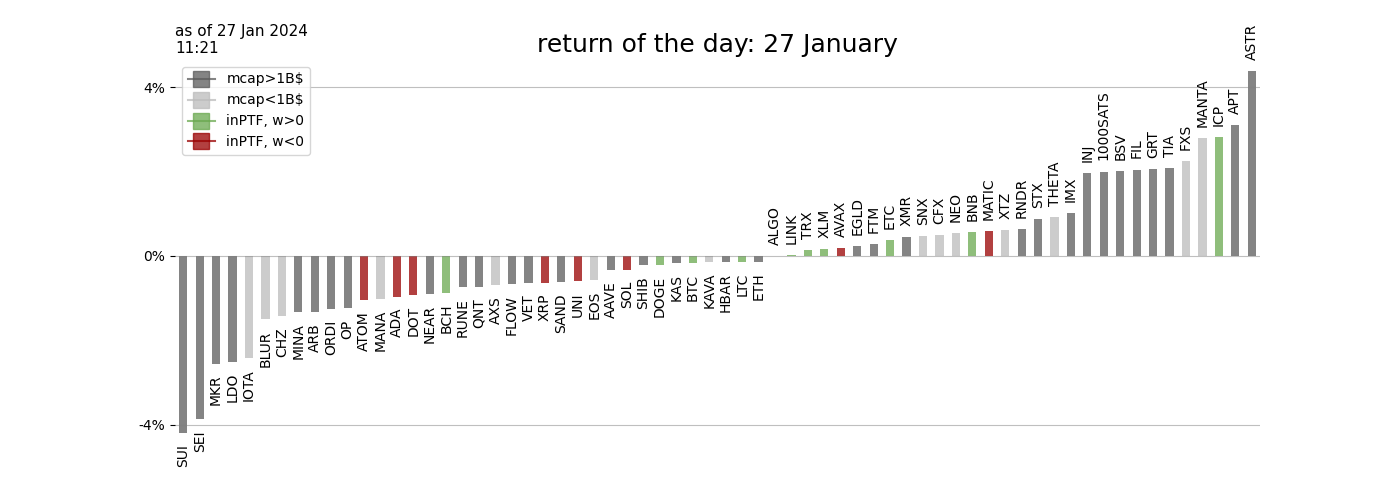 as of 27 Jan 2024
11:21
return of the day: 27 January
mcap>1B$
mcap<1B$
inPTF, w>0
inPTF, w<0
4%
0%
-4%
SUI
SEI
MKR
LDO
IOTA
BLUR
CHZ
MINA
ARB
ORDI
OP
ATOM
MANA
ADA
DOT
NEAR
BCH
RUNE
QNT
AXS
FLOW
VET
XRP
SAND
UNI
EOS
AAVE
SOL
SHIB
DOGE
KAS
BTC
KAVA
HBAR
LTC
ETH
ALGO
LINK
TRX
XLM
AVAX
EGLD
FTM
ETC
XMR
SNX
CFX
NEO
BNB
MATIC
XTZ
RNDR
STX
THETA
IMX
INJ
1000SATS
BSV
FIL
GRT
TIA
FXS
MANTA
ICP
APT
ASTR